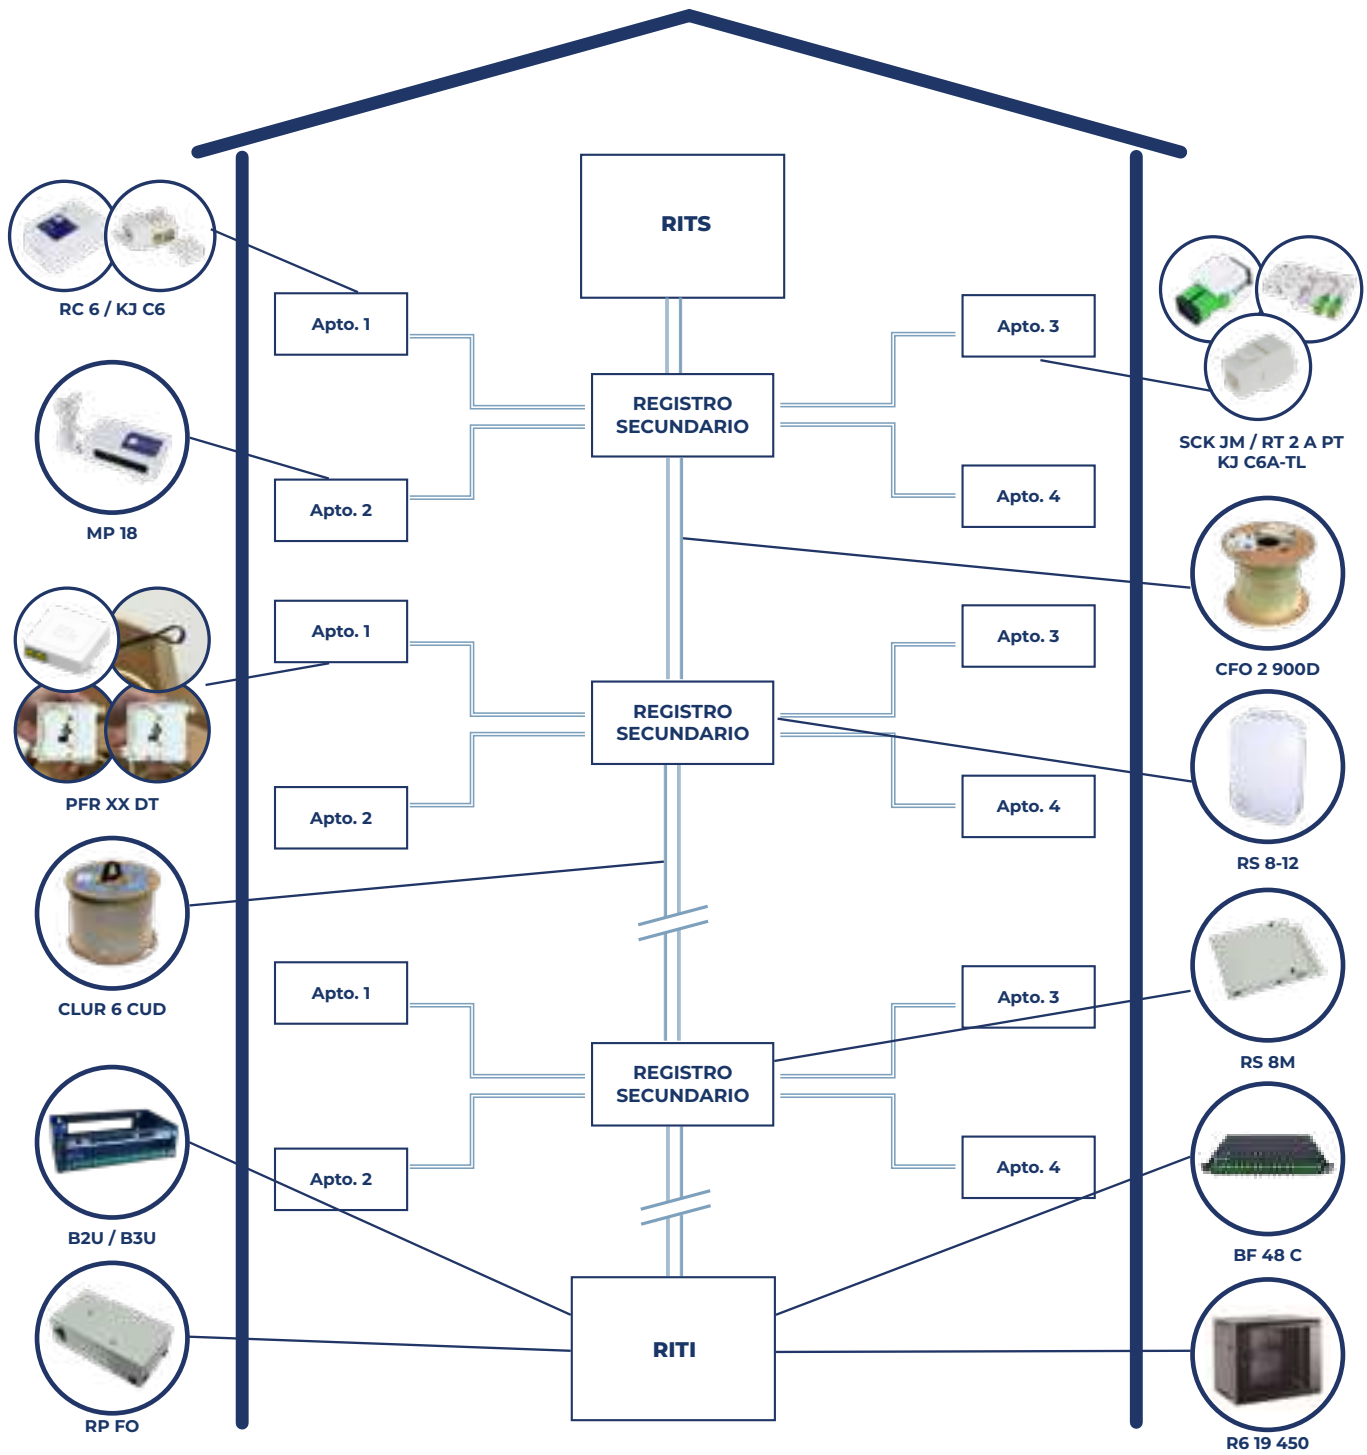 RITS
RC 6 / KJ C6
Apto. 1
Apto. 3
REGISTRO
SECUNDARIO
SCK JM / RT 2 A PT
KJ C6A-TL
MP 18
Apto. 2
Apto. 4
CFO 2 900D
Apto. 1
Apto. 3
REGISTRO
SECUNDARIO
PFR XX DT
Apto. 2
Apto. 4
RS 8-12
CLUR 6 CUD
Apto. 1
Apto. 3
RS 8M
REGISTRO
SECUNDARIO
Apto. 2
Apto. 4
B2U / B3U
BF 48 C
RITI
RP FO
R6 19 450